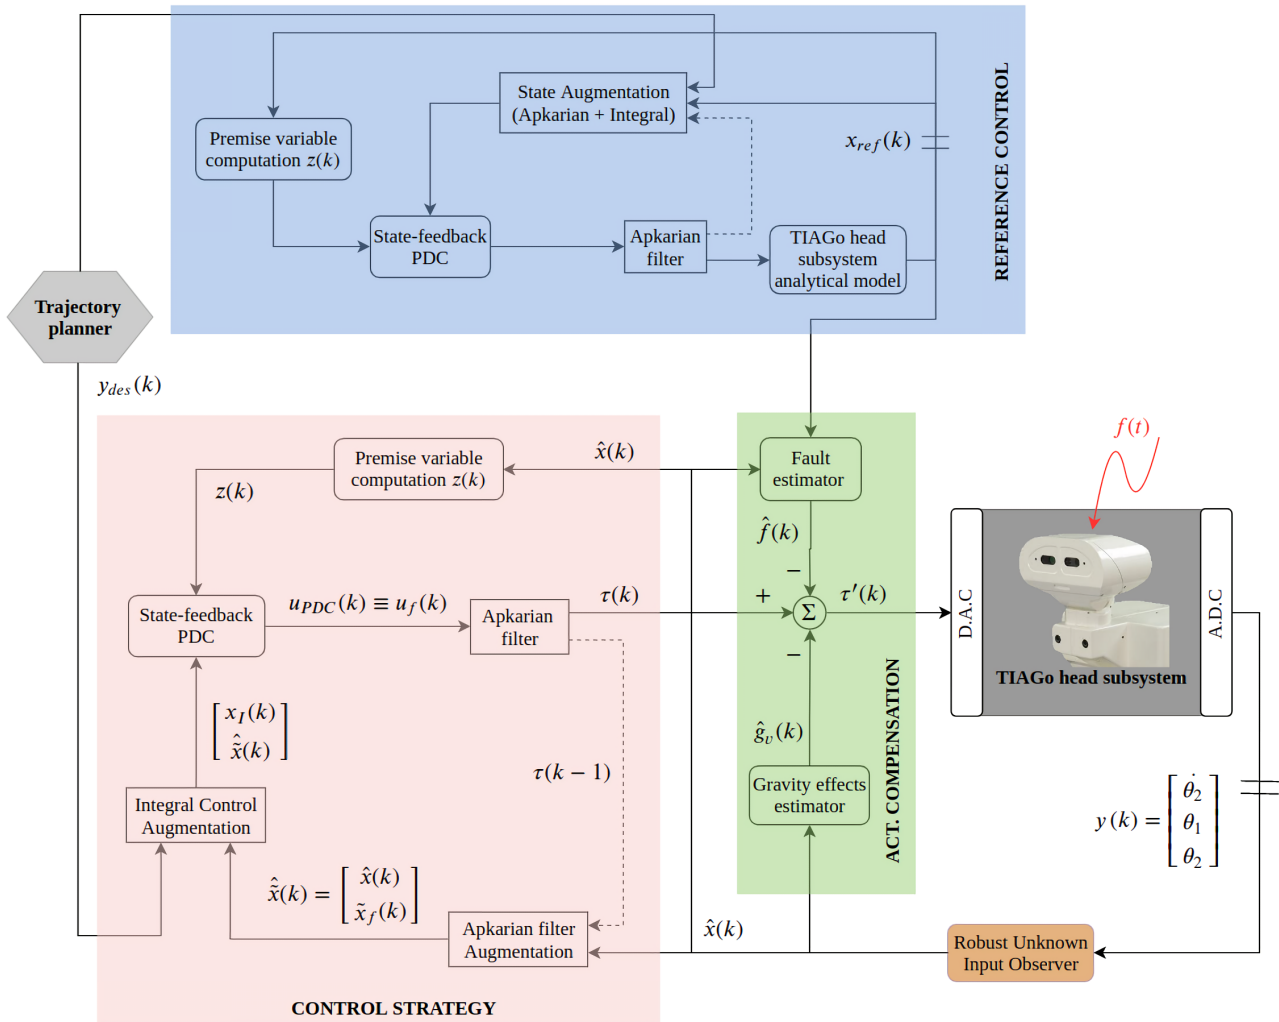 State Augmentation
(Apkarian + Integral)
Premise variable
computation z(k)
x_ref(k)
REFERENCE CONTROL
State-feedback
PDC
Apkarian
filter
TIAGo head
subsystem
analytical model
Trajectory
planner
y_des(k)
Premise variable
computation z(k)
x̂(k)
z(k)
Fault
estimator
f̂(k)
f(t)
State-feedback
PDC
u_PDC(k) ≡ u_f(k)
Apkarian
filter
τ(k)
+
−
Σ
−
τ′(k)
D.A.C
A.D.C
TIAGo head subsystem
[x_I(k)
x̃̂(k)]
τ(k − 1)
ĝ_v(k)
Gravity effects
estimator
ACT. COMPENSATION
Integral Control
Augmentation
y(k) = [θ̇_2
θ_1
θ_2]
x̃̂(k) = [x̂(k)
x̃_f(k)]
Apkarian filter
Augmentation
x̂(k)
Robust Unknown
Input Observer
CONTROL STRATEGY